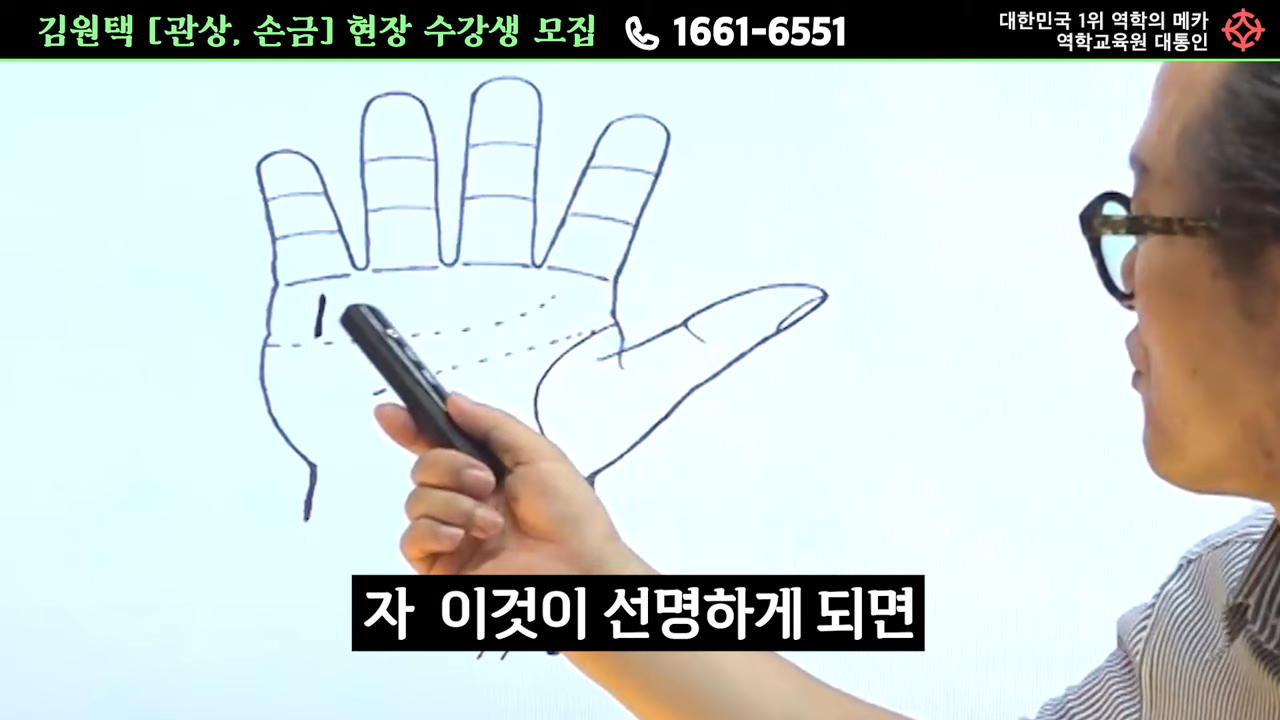 김원택 [관상, 손금] 현장 수강생 모집 1661-6551
대한민국 1위 역학의 메카
역학교육원 대통인
자 이것이 선명하게 되면